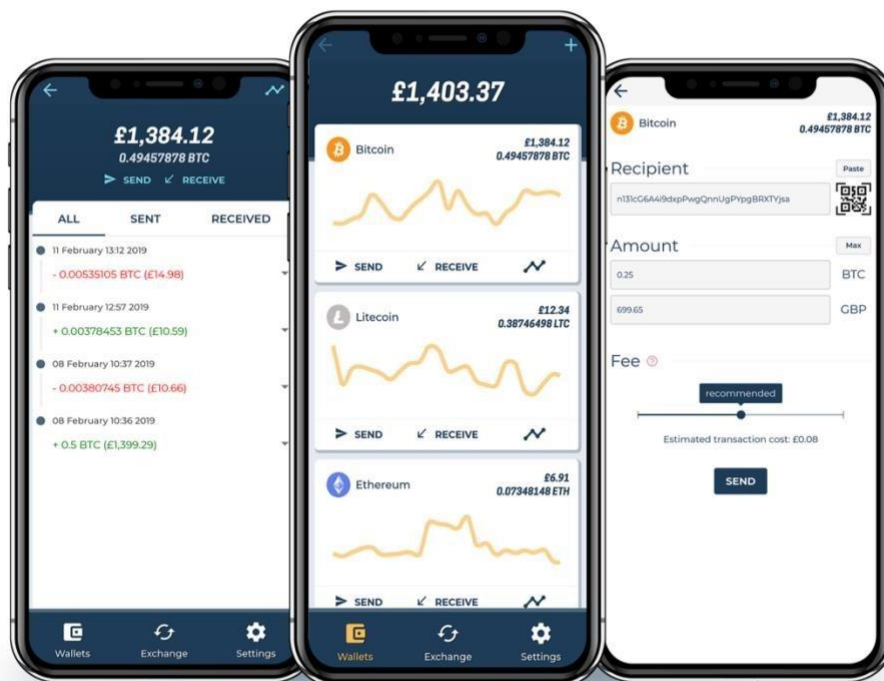 £1,384.12
0.49457878 BTC
SEND RECEIVE
ALL SENT RECEIVED
11 February 13:12 2019
- 0.00535105 BTC (£14.98)
11 February 12:57 2019
+ 0.00378453 BTC (£10.59)
08 February 10:37 2019
- 0.00380745 BTC (£10.66)
08 February 10:36 2019
+ 0.5 BTC (£1,399.29)
Wallets Exchange Settings
£1,403.37
Bitcoin £1,384.12
0.49457878 BTC
SEND RECEIVE
Litecoin £12.34
0.38746498 LTC
SEND RECEIVE
Ethereum £6.91
0.07348148 ETH
SEND RECEIVE
Wallets Exchange Settings
Bitcoin £1,384.12
0.49457878 BTC
Recipient Paste
Amount Max
0.25 BTC
699.65 GBP
Fee
recommended
Estimated transaction cost: £0.08
SEND